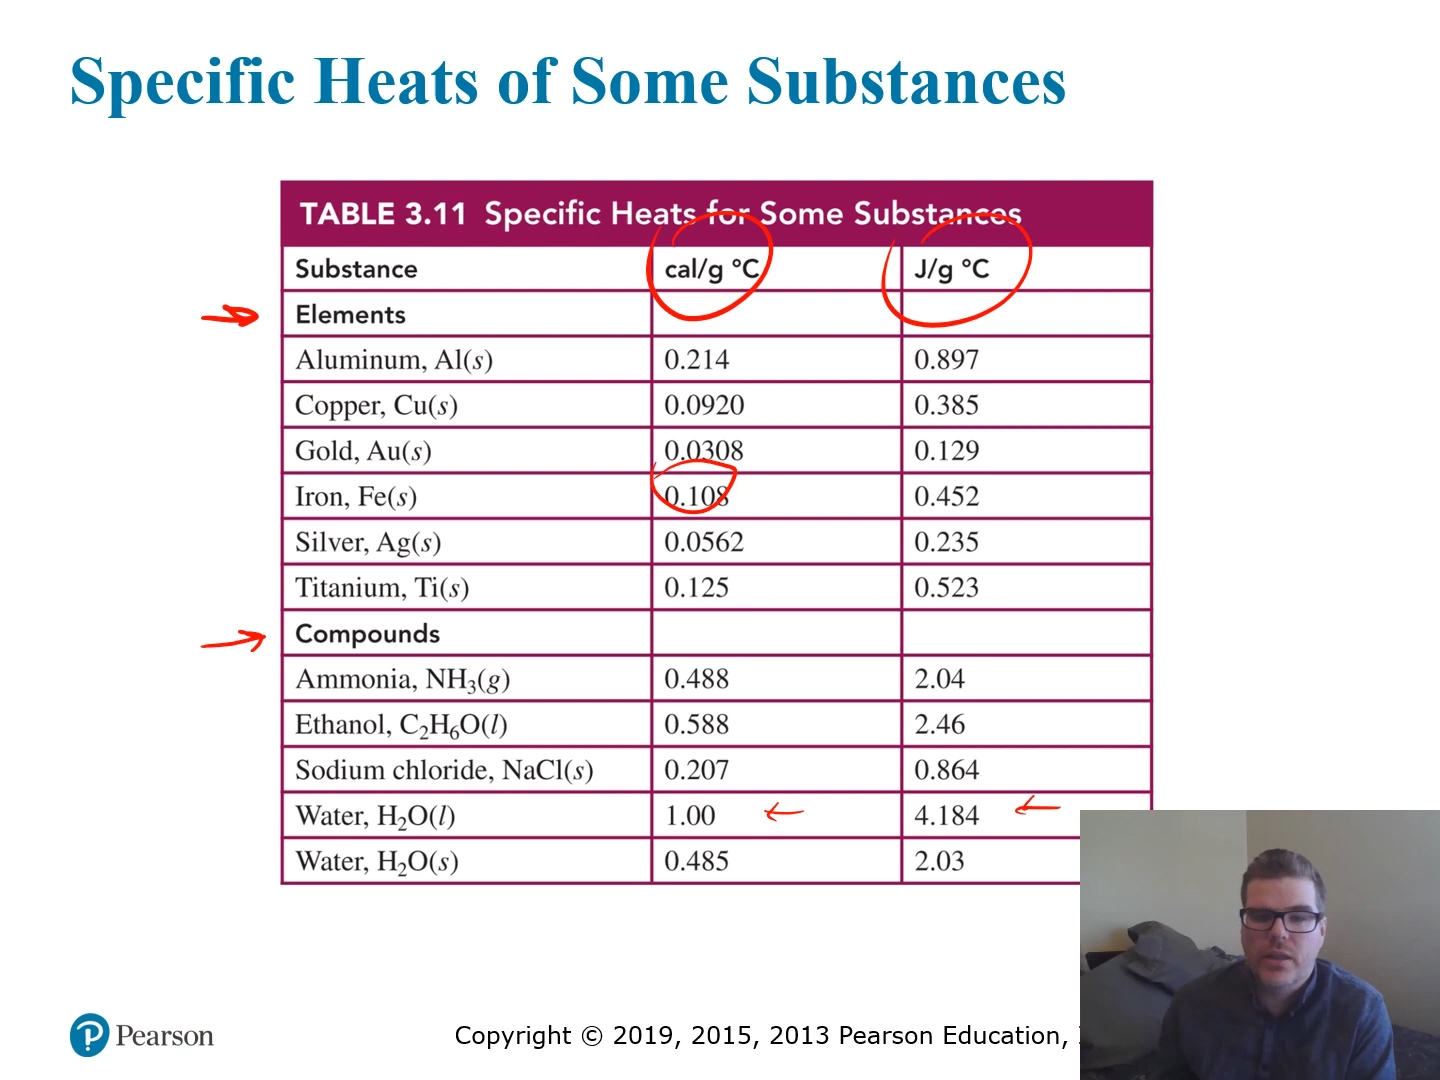 Specific Heats of Some Substances
TABLE 3.11 Specific Heats for Some Substances
Substance cal/g °C J/g °C
Elements
Aluminum, Al(s) 0.214 0.897
Copper, Cu(s) 0.0920 0.385
Gold, Au(s) 0.0308 0.129
Iron, Fe(s) 0.108 0.452
Silver, Ag(s) 0.0562 0.235
Titanium, Ti(s) 0.125 0.523
Compounds
Ammonia, NH₃(g) 0.488 2.04
Ethanol, C₂H₆O(l) 0.588 2.46
Sodium chloride, NaCl(s) 0.207 0.864
Water, H₂O(l) 1.00 4.184
Water, H₂O(s) 0.485 2.03
P Pearson
Copyright © 2019, 2015, 2013 Pearson Education,